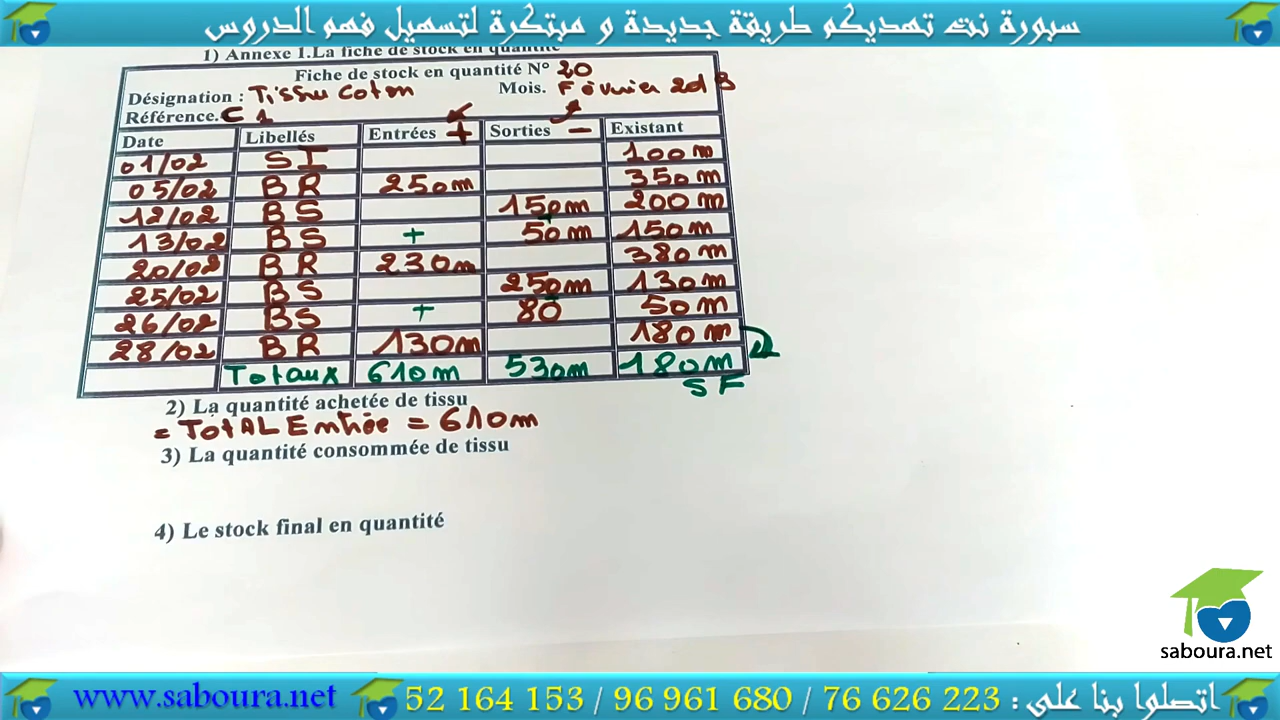 سبورة نت تهديكم طريقة جديدة و مبتكرة لتسهيل فهم الدروس
1) Annexe 1.La fiche de stock en quantité
Fiche de stock en quantité N° 20
Désignation : Tissu Coton Mois. Février
Référence. C 1
Date Libellés Entrées + Sorties - Existant
01/02 SI 100m
05/02 BR 250m 350m
12/02 BS 150m 200m
13/02 BS + 50m 150m
20/02 BR 230m 380m
25/02 BS 250m 130m
26/02 BS + 80 50m
28/02 BR 130m 180m
Totaux 610m 530m 180m
SF
2) La quantité achetée de tissu
= TOTAL Entrée = 610m
3) La quantité consommée de tissu
4) Le stock final en quantité
saboura.net
www.saboura.net 52 164 153 / 96 961 680 / 76 626 223 : اتصلوا بنا على